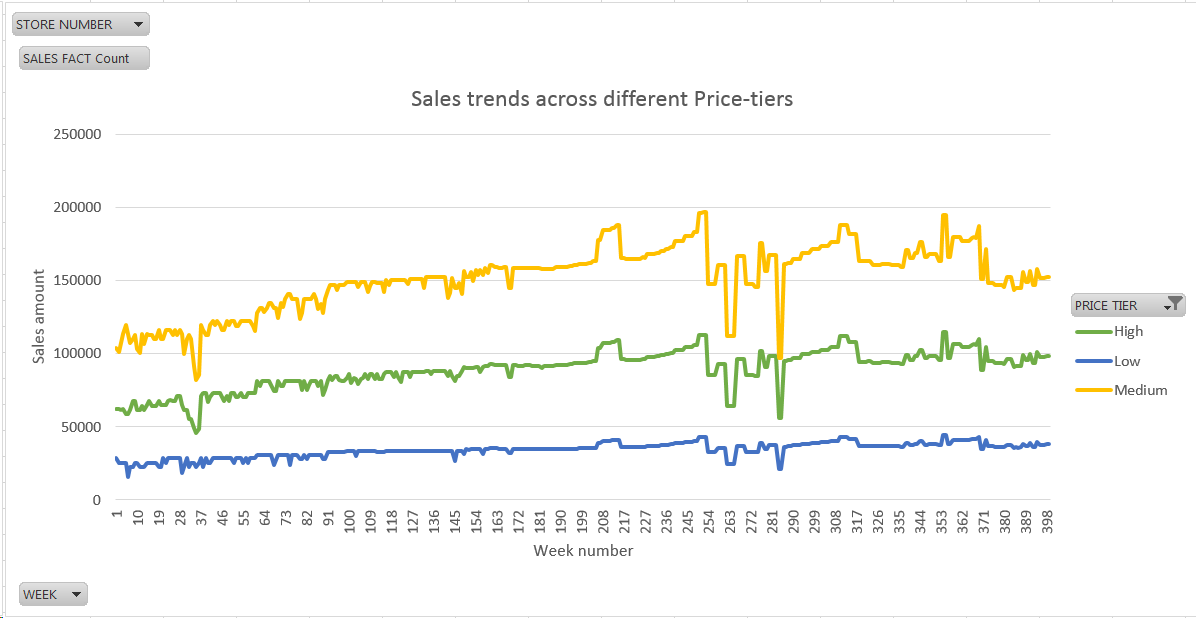 STORE NUMBER
SALES FACT Count
Sales trends across different Price-tiers
250000
200000
150000
100000
50000
0
Sales amount
1 10 19 28 37 46 55 64 73 82 91 100 109 118 127 136 145 154 163 172 181 190 199 208 217 227 236 245 254 263 272 281 290 299 308 317 326 335 344 353 362 371 380 389 398
Week number
PRICE TIER
High
Low
Medium
WEEK